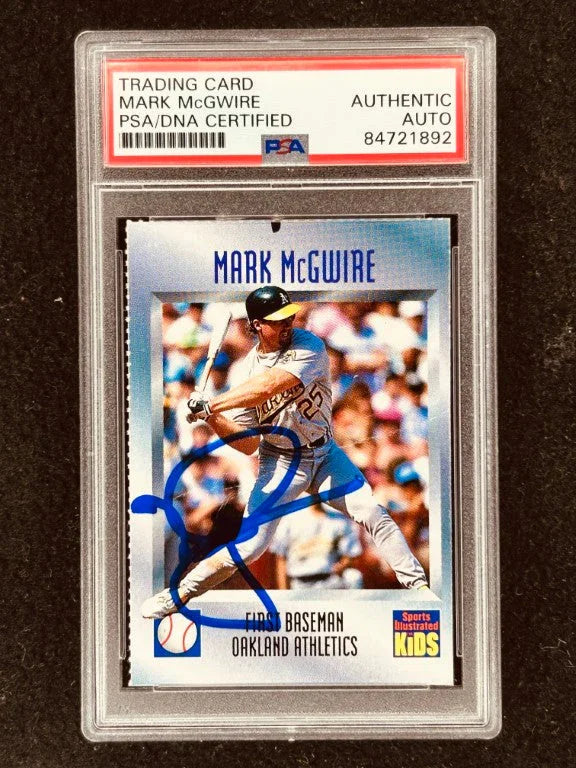 TRADING CARD
MARK McGWIRE
PSA/DNA CERTIFIED
AUTHENTIC
AUTO
84721892
PSA
MARK McGWIRE
A
25
FIRST BASEMAN
OAKLAND ATHLETICS
Sports
Illustrated
for
KiDS